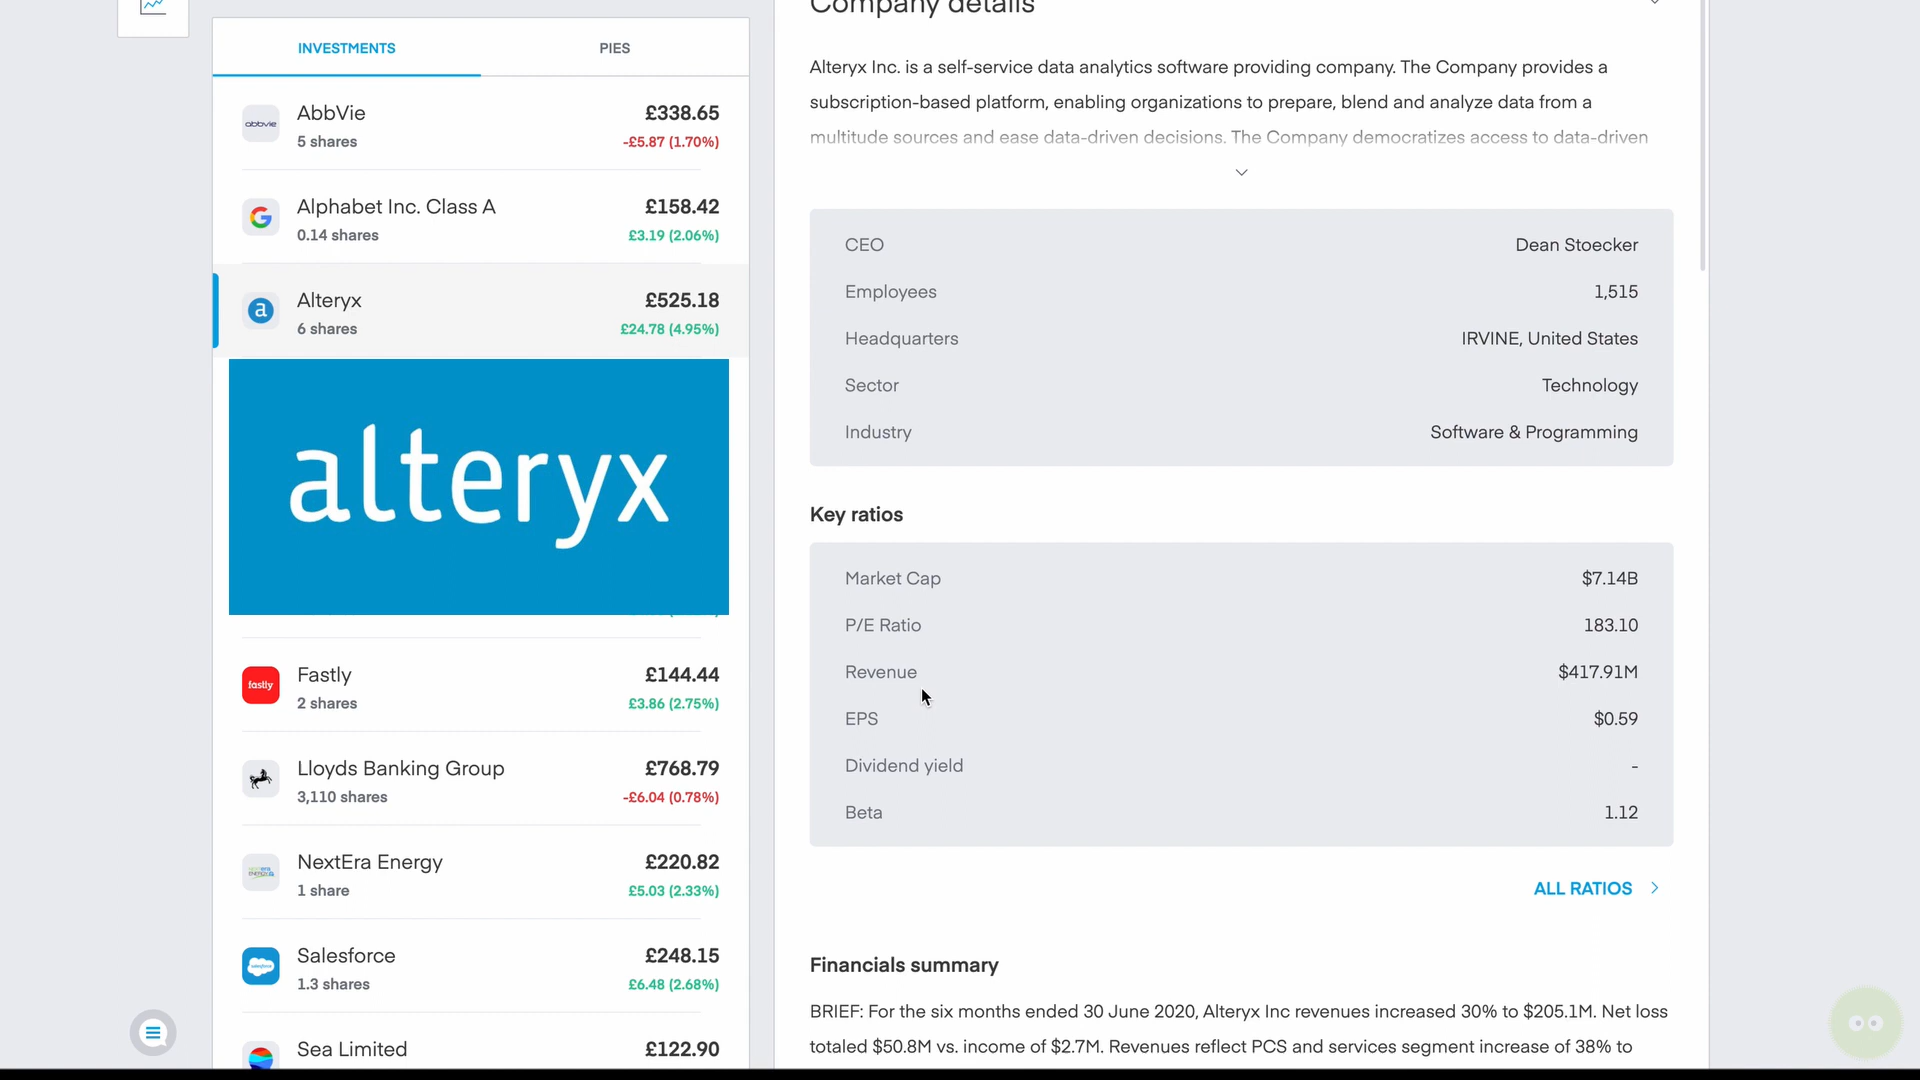 Company details
INVESTMENTS
PIES
AbbVie
£338.65
5 shares
-£5.87 (1.70%)
Alphabet Inc. Class A
£158.42
0.14 shares
£3.19 (2.06%)
Alteryx
£525.18
6 shares
£24.78 (4.95%)
alteryx
Fastly
£144.44
2 shares
£3.86 (2.75%)
Lloyds Banking Group
£768.79
3,110 shares
-£6.04 (0.78%)
NextEra Energy
£220.82
1 share
£5.03 (2.33%)
Salesforce
£248.15
1.3 shares
£6.48 (2.68%)
Sea Limited
£122.90
abbvie
a
fastly
Alteryx Inc. is a self-service data analytics software providing company. The Company provides a
subscription-based platform, enabling organizations to prepare, blend and analyze data from a
multitude sources and ease data-driven decisions. The Company democratizes access to data-driven
CEO
Dean Stoecker
Employees
1,515
Headquarters
IRVINE, United States
Sector
Technology
Industry
Software & Programming
Key ratios
Market Cap
$7.14B
P/E Ratio
183.10
Revenue
$417.91M
EPS
$0.59
Dividend yield
-
Beta
1.12
ALL RATIOS
Financials summary
BRIEF: For the six months ended 30 June 2020, Alteryx Inc revenues increased 30% to $205.1M. Net loss
totaled $50.8M vs. income of $2.7M. Revenues reflect PCS and services segment increase of 38% to